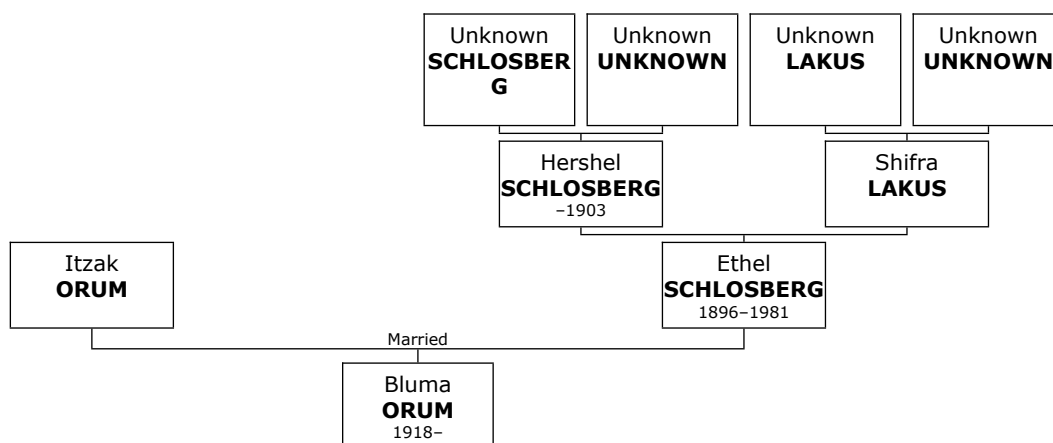 Unknown
SCHLOSBER
G
Unknown
UNKNOWN
Unknown
LAKUS
Unknown
UNKNOWN
Hershel
SCHLOSBERG
–1903
Shifra
LAKUS
Itzak
ORUM
Ethel
SCHLOSBERG
1896–1981
Married
Bluma
ORUM
1918–